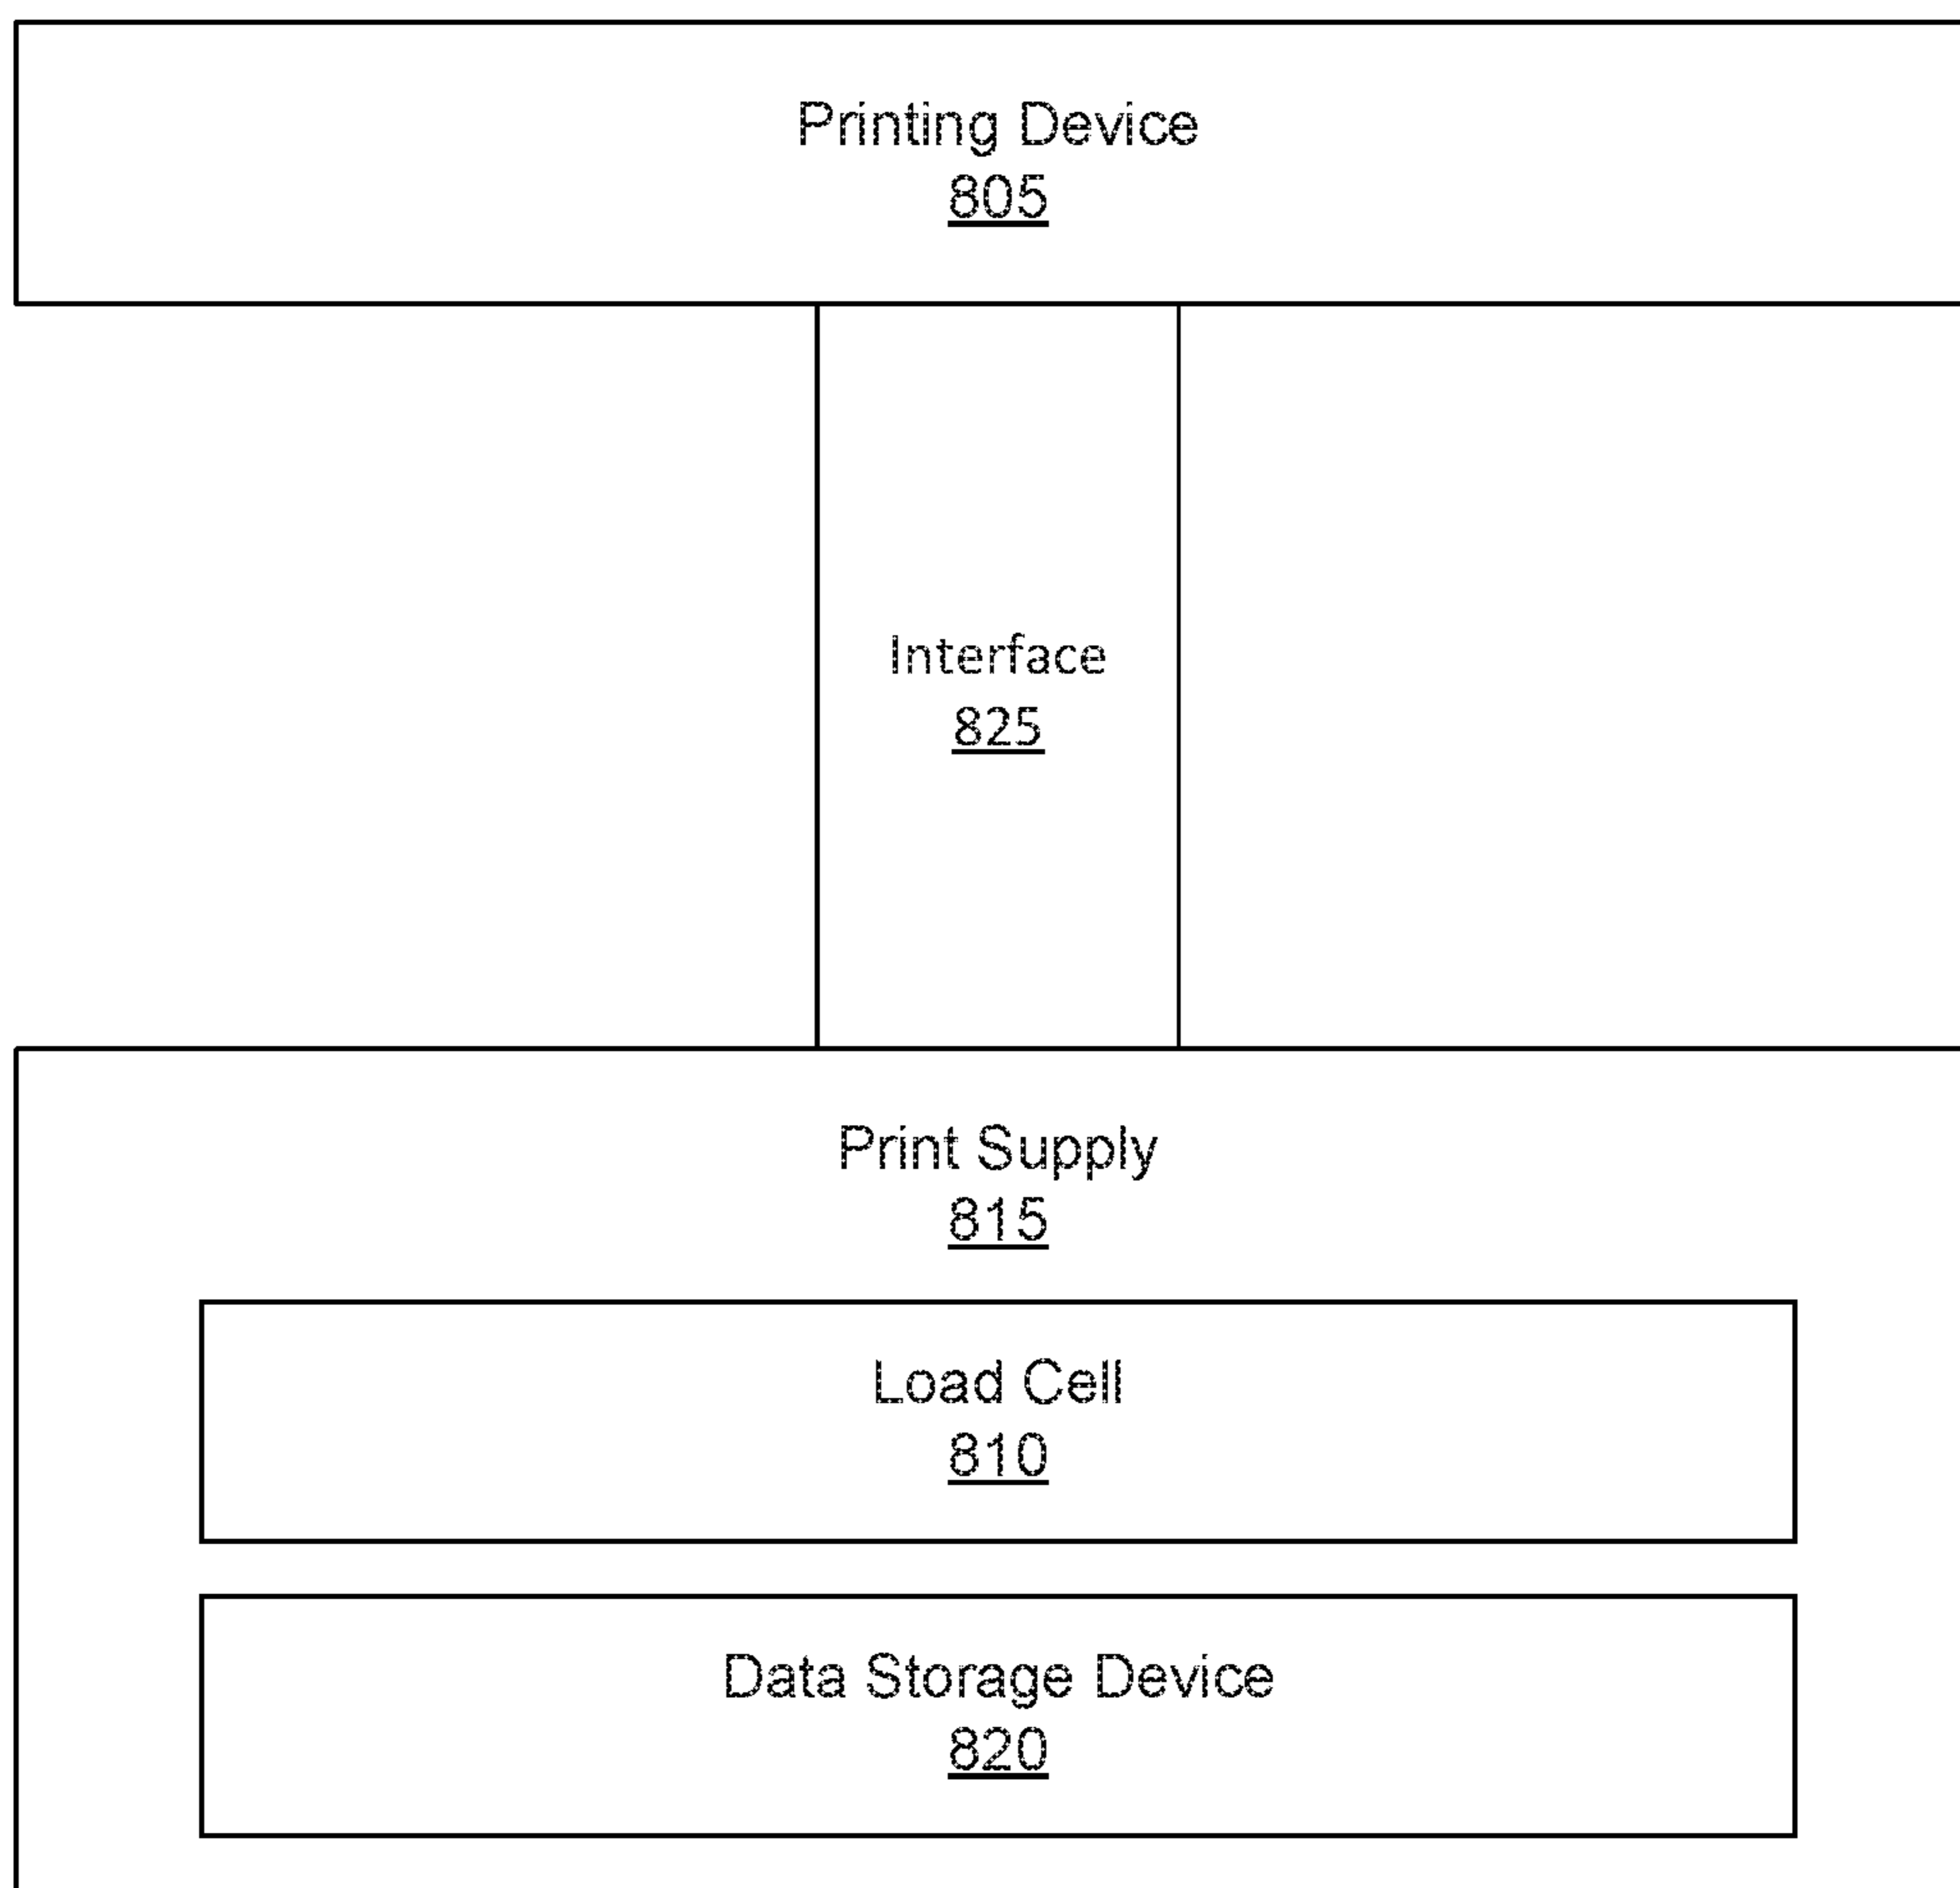 Printing Device
805
Interface
825
Print Supply
815
Load Cell
810
Data Storage Device
820